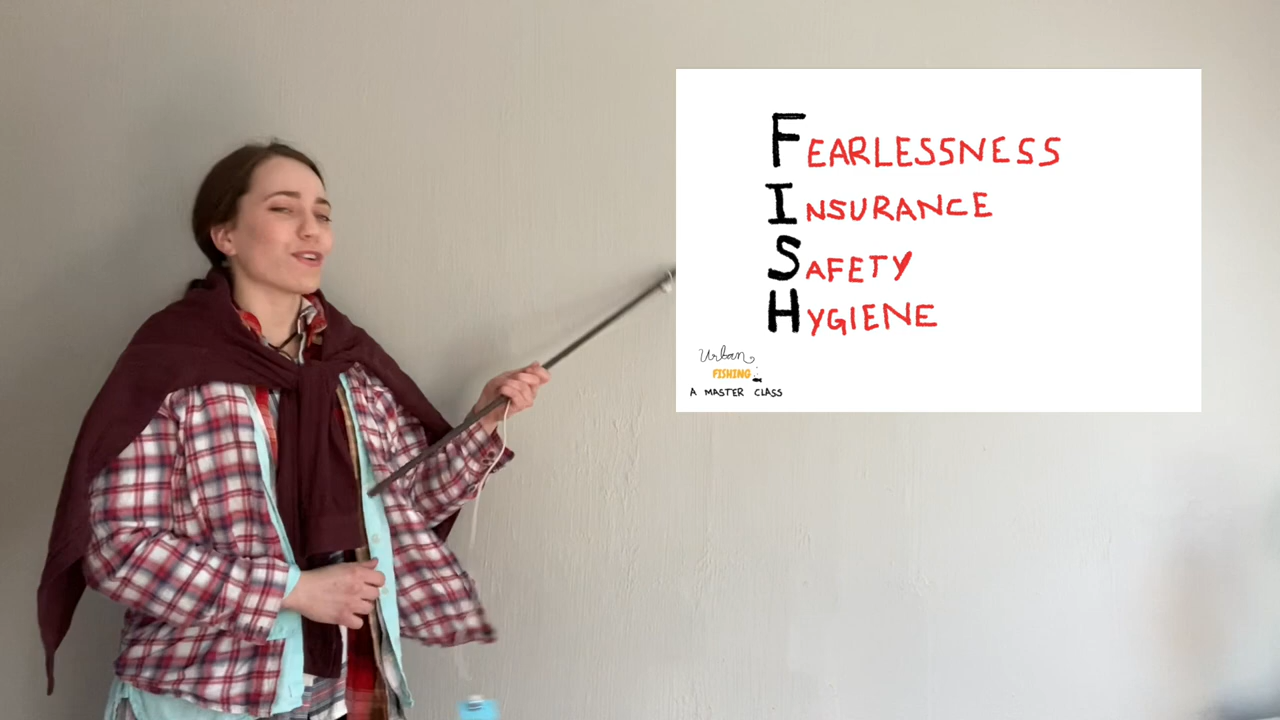 FEARLESSNESS
INSURANCE
SAFETY
HYGIENE
Urban
FISHING
A MASTER CLASS